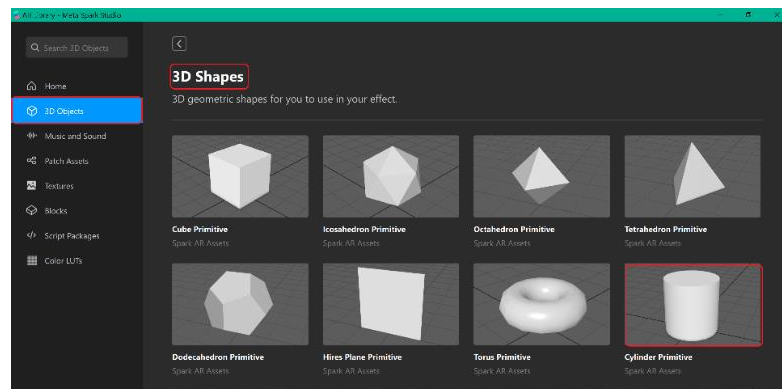 AR Library - Meta Spark Studio
Search 3D Objects
Home
3D Objects
Music and Sound
Patch Assets
Textures
Blocks
Script Packages
Color LUTs
3D Shapes
3D geometric shapes for you to use in your effect.
Cube Primitive
Spark AR Assets
Icosahedron Primitive
Spark AR Assets
Octahedron Primitive
Spark AR Assets
Tetrahedron Primitive
Spark AR Assets
Dodecahedron Primitive
Spark AR Assets
Hires Plane Primitive
Spark AR Assets
Torus Primitive
Spark AR Assets
Cylinder Primitive
Spark AR Assets